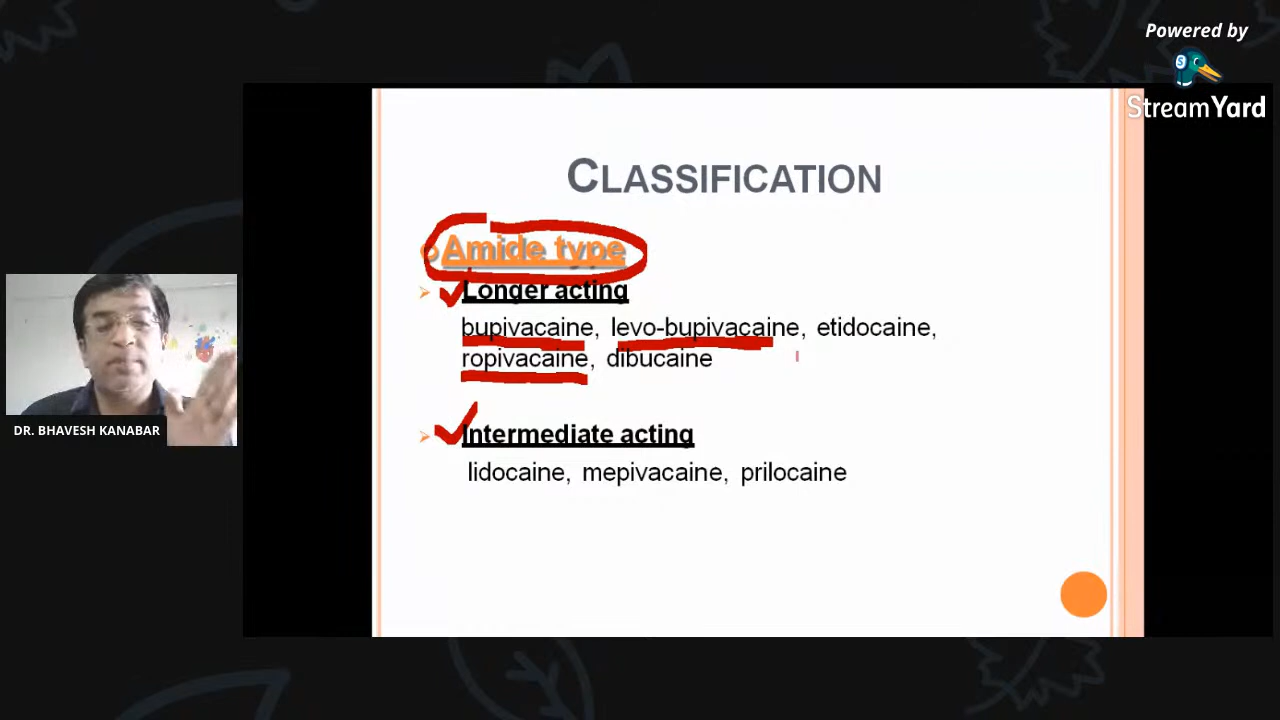 Powered by
StreamYard
CLASSIFICATION
Amide type
Longer acting
bupivacaine, levo-bupivacaine, etidocaine,
ropivacaine, dibucaine
Intermediate acting
lidocaine, mepivacaine, prilocaine
DR. BHAVESH KANABAR